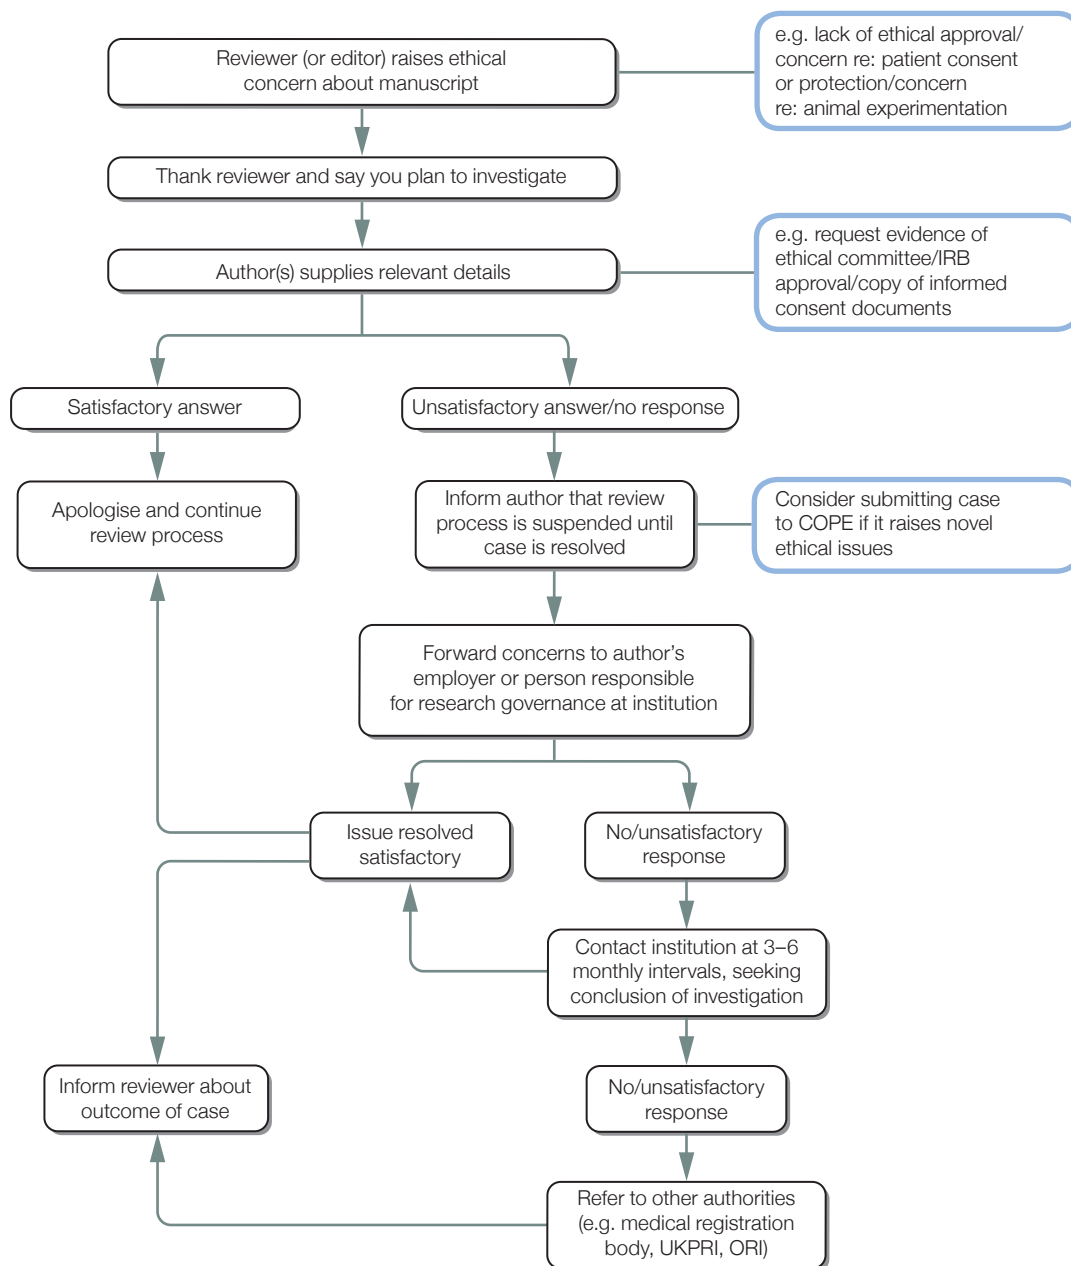 Reviewer (or editor) raises ethical
concern about manuscript
e.g. lack of ethical approval/
concern re: patient consent
or protection/concern
re: animal experimentation
Thank reviewer and say you plan to investigate
Author(s) supplies relevant details
e.g. request evidence of
ethical committee/IRB
approval/copy of informed
consent documents
Satisfactory answer
Unsatisfactory answer/no response
Apologise and continue
review process
Inform author that review
process is suspended until
case is resolved
Consider submitting case
to COPE if it raises novel
ethical issues
Forward concerns to author’s
employer or person responsible
for research governance at institution
Issue resolved
satisfactory
No/unsatisfactory
response
Contact institution at 3–6
monthly intervals, seeking
conclusion of investigation
Inform reviewer about
outcome of case
No/unsatisfactory
response
Refer to other authorities
(e.g. medical registration
body, UKPRI, ORI)